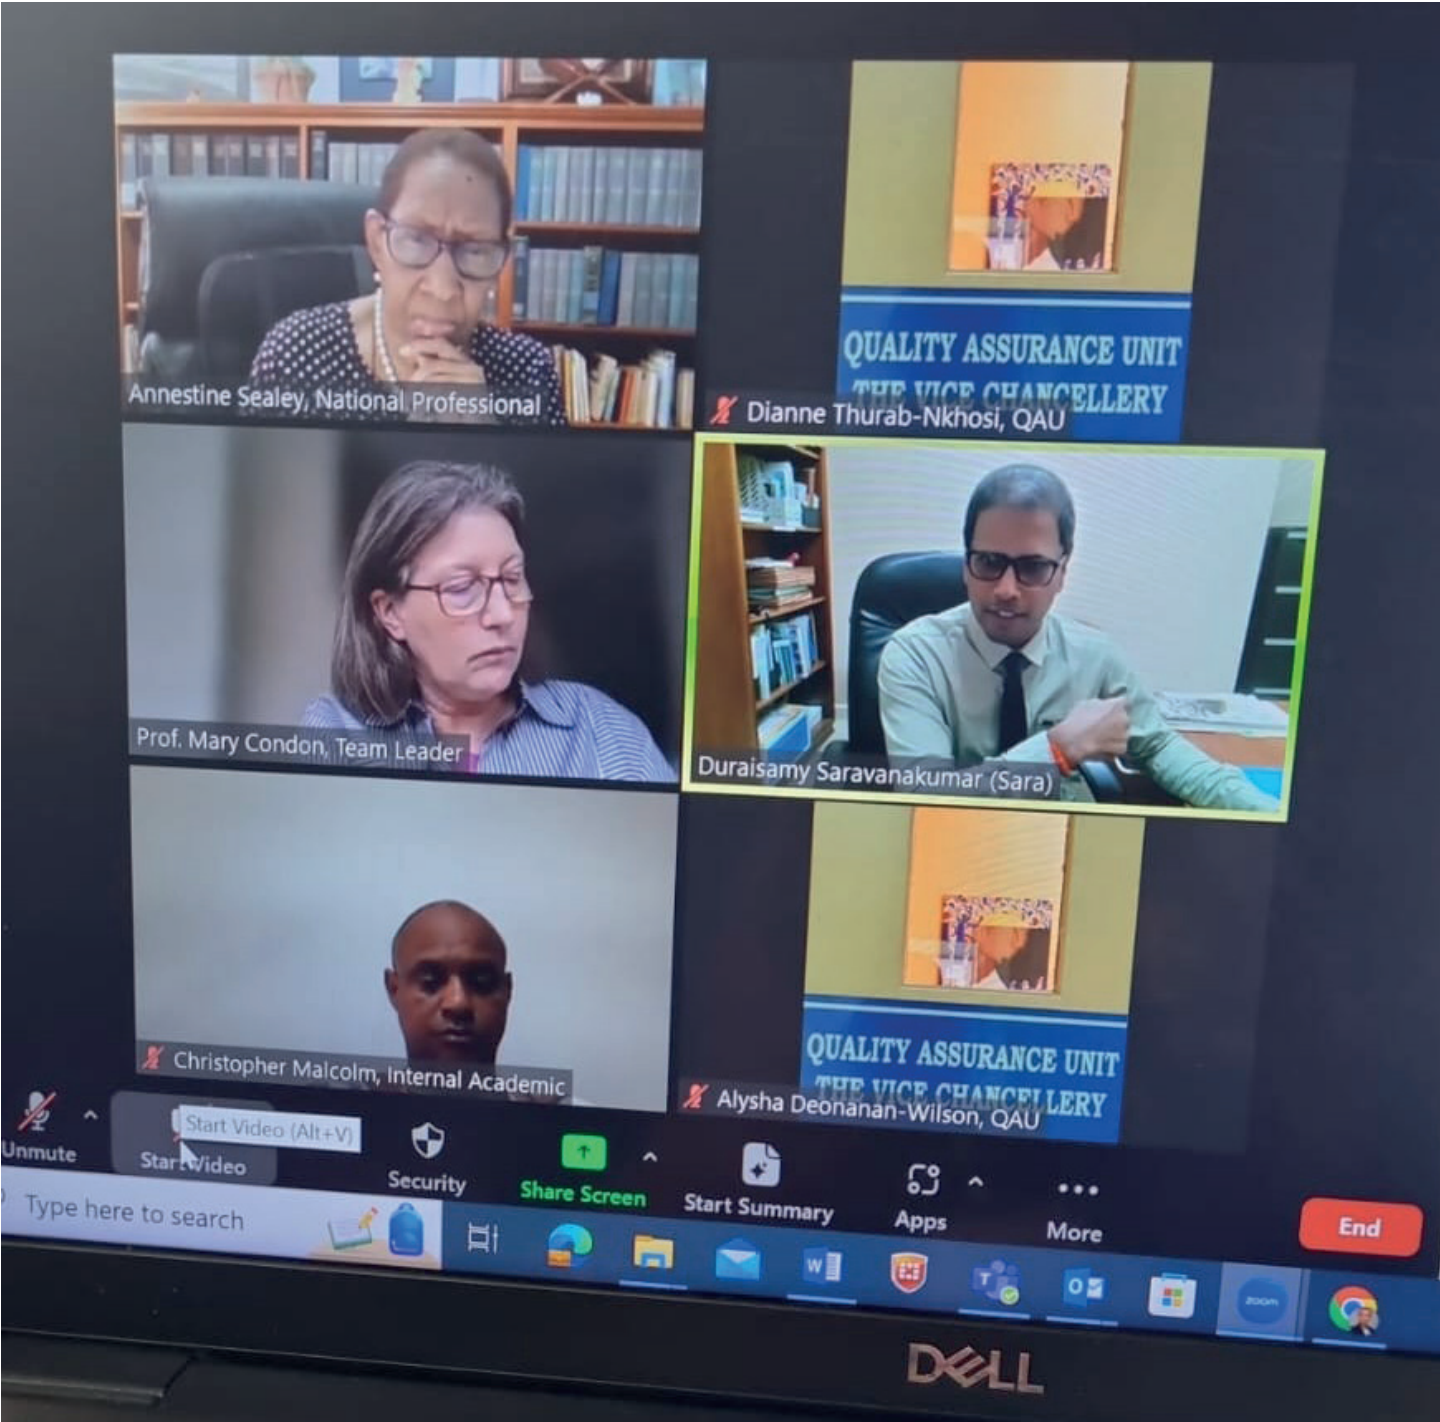 Annestine Sealey, National Professional
QUALITY ASSURANCE UNIT
THE VICE CHANCELLERY
Dianne Thurab-Nkhosi, QAU
Prof. Mary Condon, Team Leader
Duraisamy Saravanakumar (Sara)
Christopher Malcolm, Internal Academic
QUALITY ASSURANCE UNIT
THE VICE CHANCELLERY
Alysha Deonanan-Wilson, QAU
Unmute
Start Video (Alt+V)
Start Video
Security
Share Screen
Start Summary
Apps
More
End
Type here to search
zoom
DELL